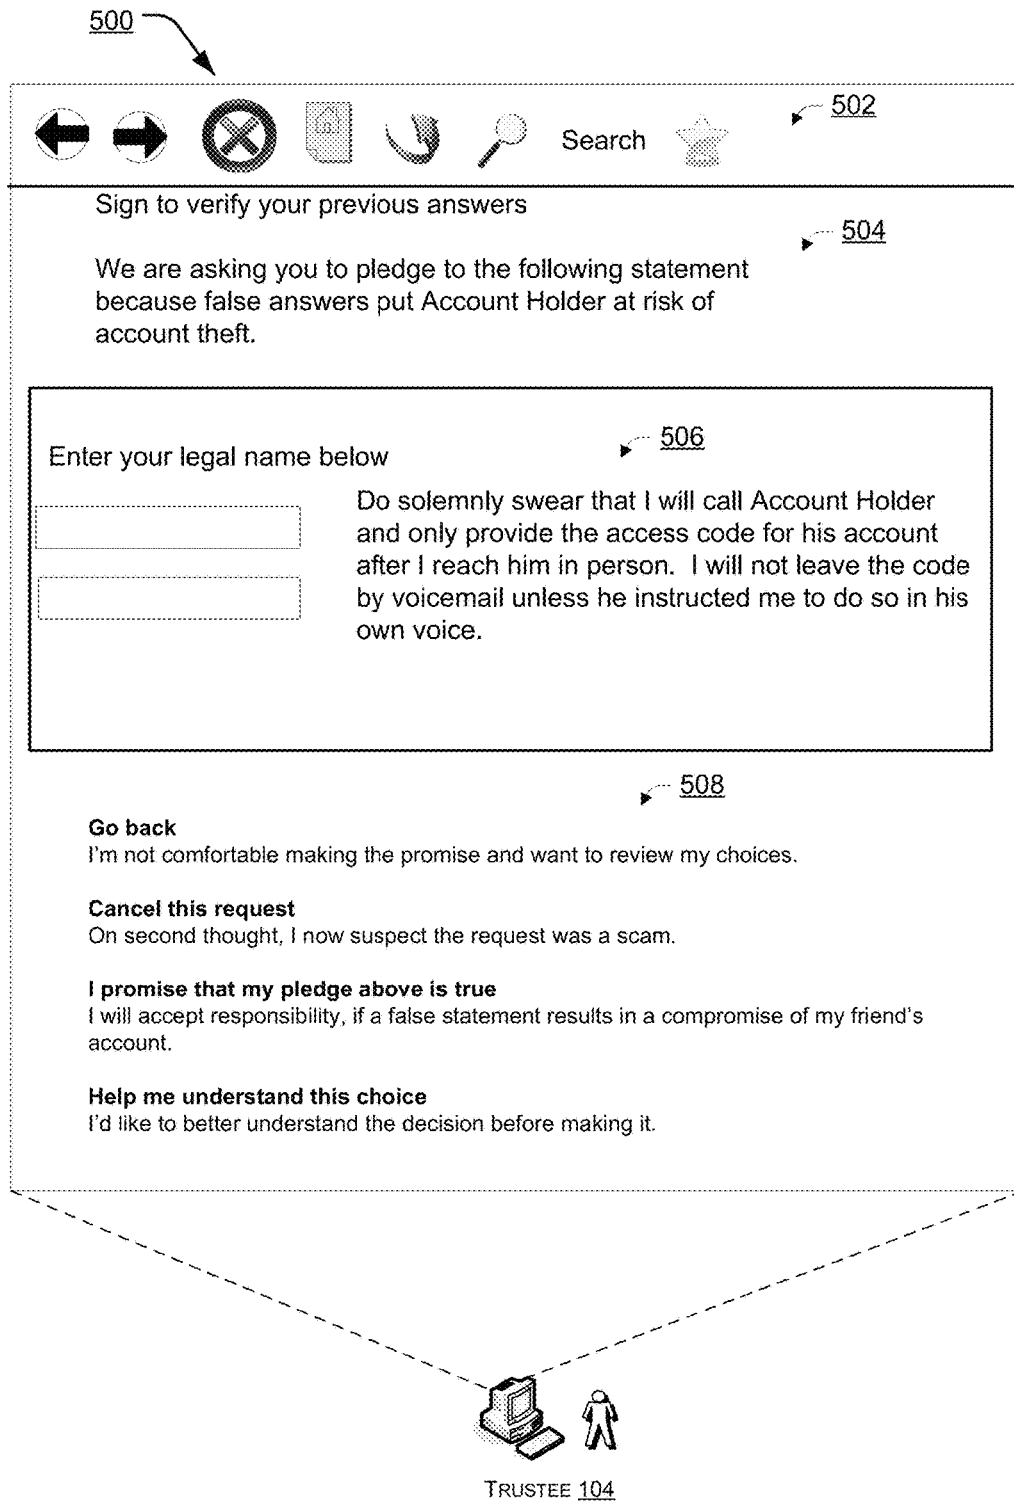 500
502
Search
Sign to verify your previous answers
504
We are asking you to pledge to the following statement
because false answers put Account Holder at risk of
account theft.
506
Enter your legal name below
Do solemnly swear that I will call Account Holder
and only provide the access code for his account
after I reach him in person.  I will not leave the code
by voicemail unless he instructed me to do so in his
own voice.
508
Go back
I'm not comfortable making the promise and want to review my choices.
Cancel this request
On second thought, I now suspect the request was a scam.
I promise that my pledge above is true
I will accept responsibility, if a false statement results in a compromise of my friend's
account.
Help me understand this choice
I'd like to better understand the decision before making it.
TRUSTEE 104